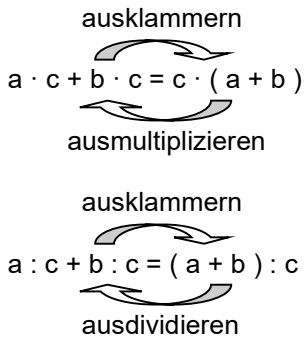 ausklammern
a · c + b · c = c · ( a + b )
ausmultiplizieren
ausklammern
a : c + b : c = ( a + b ) : c
ausdividieren